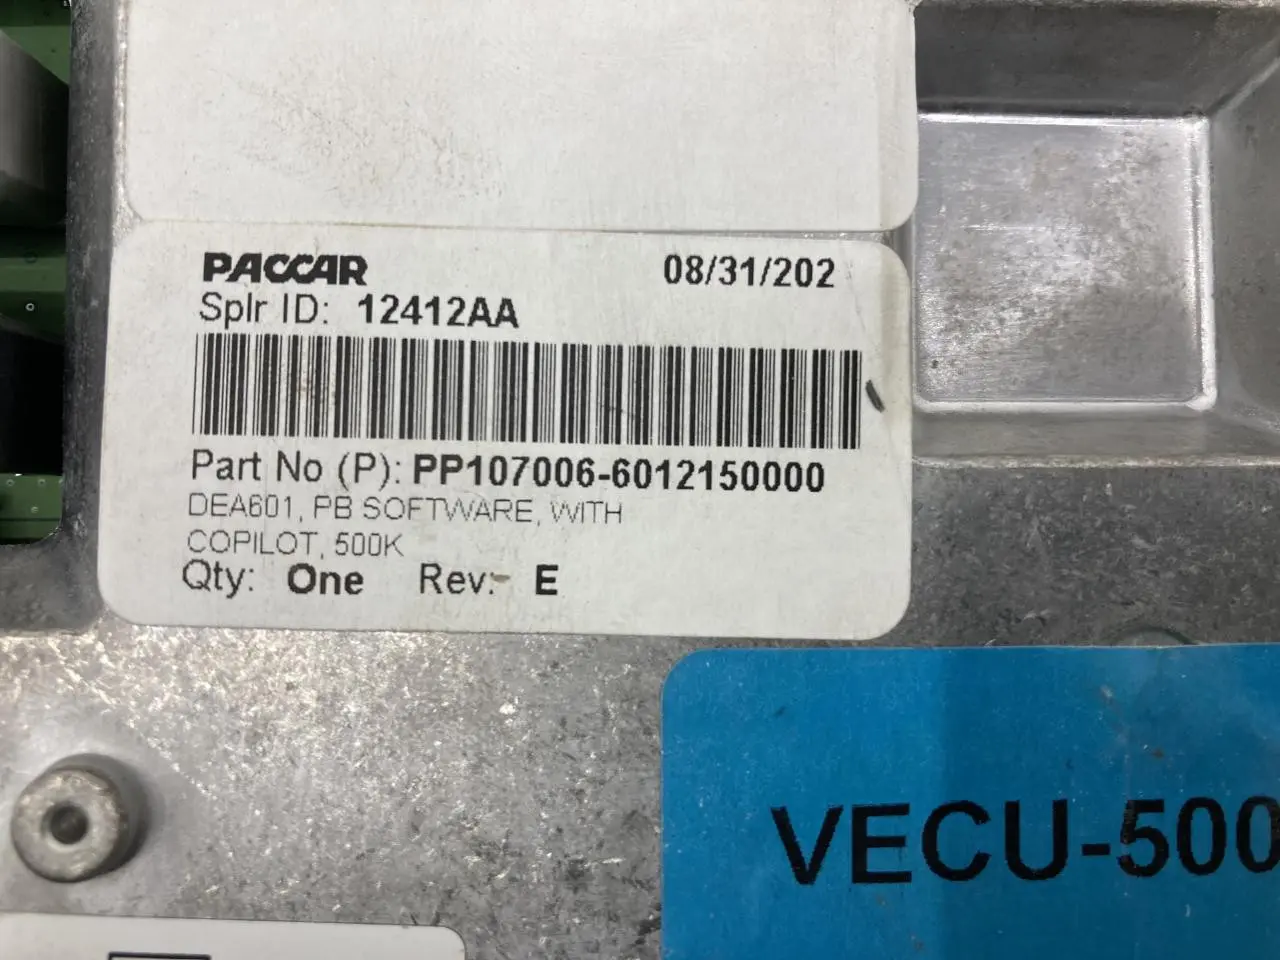 PACCAR 08/31/202
Splr ID: 12412AA
Part No (P): PP107006-6012150000
DEA601, PB SOFTWARE, WITH
COPILOT, 500K
Qty: One Rev: E
VECU-500